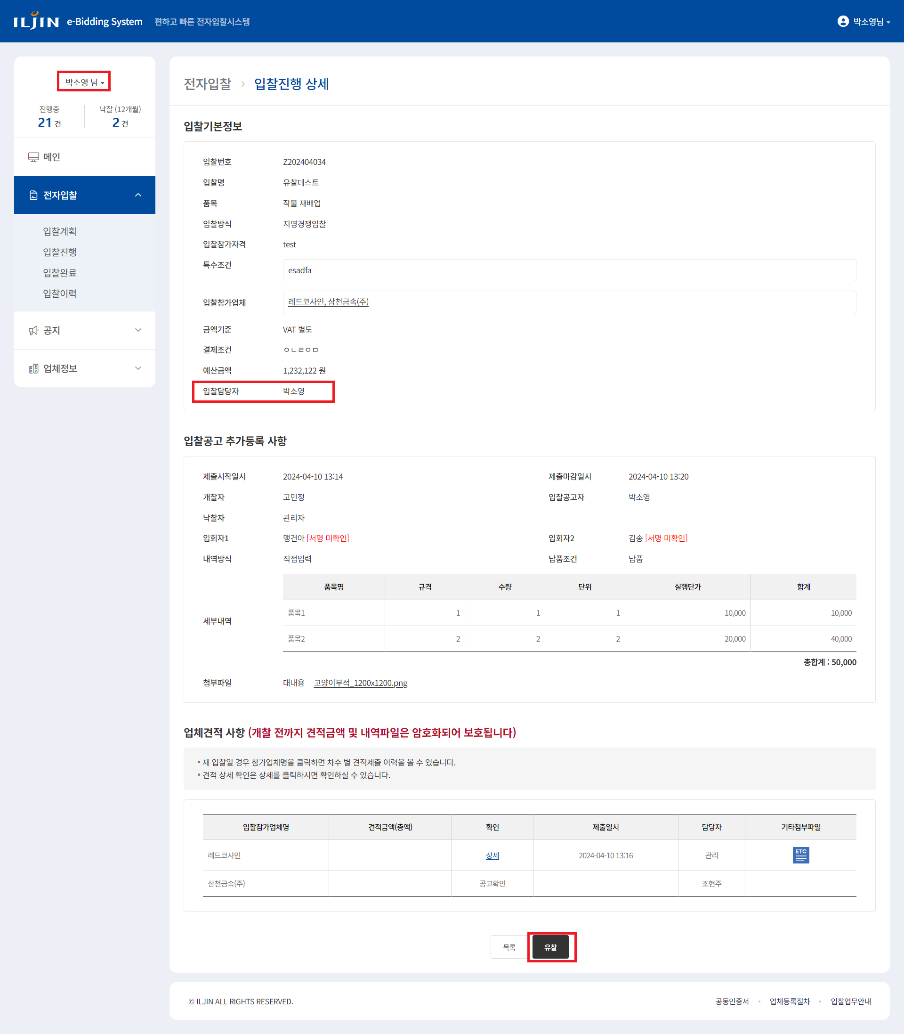 ILJIN e-Bidding System 편하고 빠른 전자입찰시스템 박소영님
박소영 님
진행중 낙찰 (12개월)
21 건 2 건
메인
전자입찰
입찰계획
입찰진행
입찰완료
입찰이력
공지
업체정보
전자입찰 > 입찰진행 상세
입찰기본정보
입찰번호 Z202404034
입찰명 유찰테스트
품목 작물 재배업
입찰방식 지명경쟁입찰
입찰참가자격 test
특수조건 esadfa
입찰참가업체 레드코사인, 삼천금속(주)
금액기준 VAT 별도
결제조건 ㅇㄴㄹㅇㅁ
예산금액 1,232,122 원
입찰담당자 박소영
입찰공고 추가등록 사항
제출시작일시 2024-04-10 13:14 제출마감일시 2024-04-10 13:20
개찰자 고민정 입찰공고자 박소영
낙찰자 관리자
입회자1 맹건아 [서명 미확인] 입회자2 김송 [서명 미확인]
내역방식 직접입력 납품조건 납품
세부내역
품목명 규격 수량 단위 실행단가 합계
품목1 1 1 1 10,000 10,000
품목2 2 2 2 20,000 40,000
총합계 : 50,000
첨부파일 대내용 고양이부적_1200x1200.png
업체견적 사항 (개찰 전까지 견적금액 및 내역파일은 암호화되어 보호됩니다)
• 재 입찰일 경우 참가업체명을 클릭하면 차수 별 견적제출 이력을 볼 수 있습니다.
• 견적 상세 확인은 상세를 클릭하시면 확인하실 수 있습니다.
입찰참가업체명 견적금액(총액) 확인 제출일시 담당자 기타첨부파일
레드코사인 상세 2024-04-10 13:16 관리 ETC
삼천금속(주) 공고확인 조현주
목록 유찰
© ILJIN ALL RIGHTS RESERVED. 공동인증서 • 업체등록절차 • 입찰업무안내